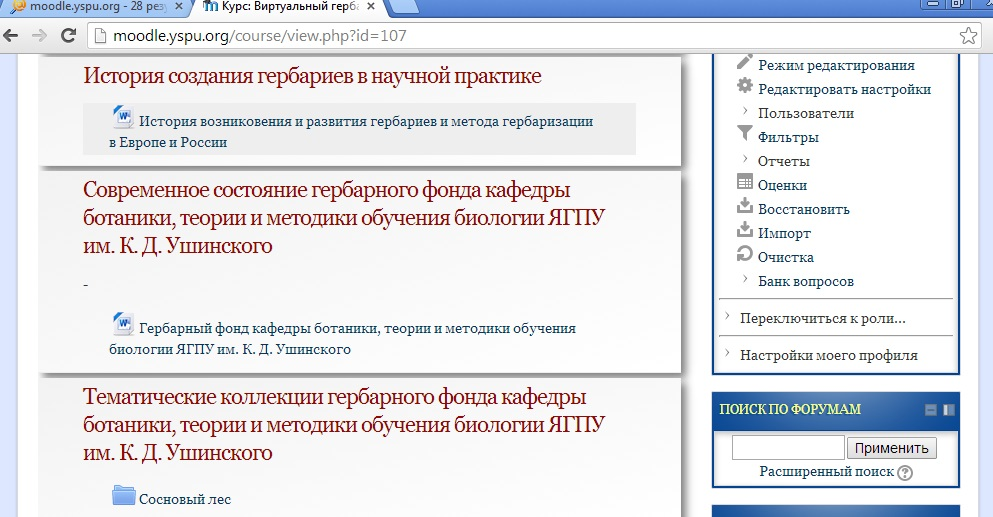 moodle.yspu.org - 28 рез
Курс: Виртуальный герб
moodle.yspu.org/course/view.php?id=107
История создания гербариев в научной практике
История возниковения и развития гербариев и метода гербаризации
в Европе и России
Современное состояние гербарного фонда кафедры
ботаники, теории и методики обучения биологии ЯГПУ
им. К. Д. Ушинского
-
Гербарный фонд кафедры ботаники, теории и методики обучения
биологии ЯГПУ им. К. Д. Ушинского
Тематические коллекции гербарного фонда кафедры
ботаники, теории и методики обучения биологии ЯГПУ
им. К. Д. Ушинского
Сосновый лес
Режим редактирования
Редактировать настройки
Пользователи
Фильтры
Отчеты
Оценки
Восстановить
Импорт
Очистка
Банк вопросов
Переключиться к роли...
Настройки моего профиля
ПОИСК ПО ФОРУМАМ
Применить
Расширенный поиск